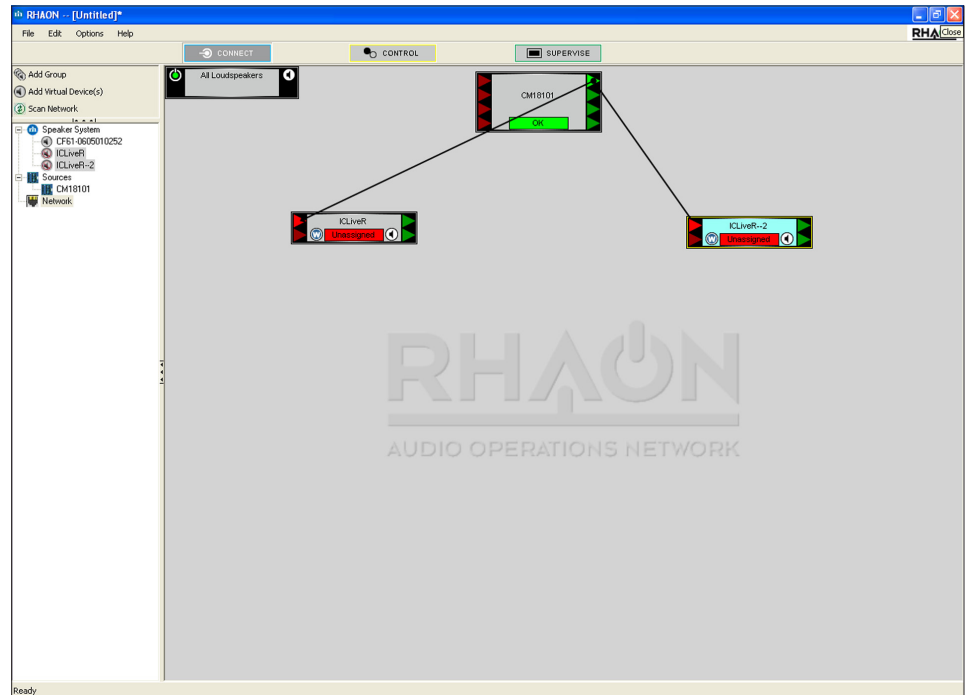 RHAON -- [Untitled]*
File Edit Options Help
Close
CONNECT CONTROL SUPERVISE
Add Group
Add Virtual Device(s)
Scan Network
Speaker System
CF61-0605010252
ICLiveR
ICLiveR--2
Sources
CM18101
Network
All Loudspeakers
CM18101
OK
ICLiveR
Unassigned
ICLiveR--2
Unassigned
RHAON
AUDIO OPERATIONS NETWORK
Ready